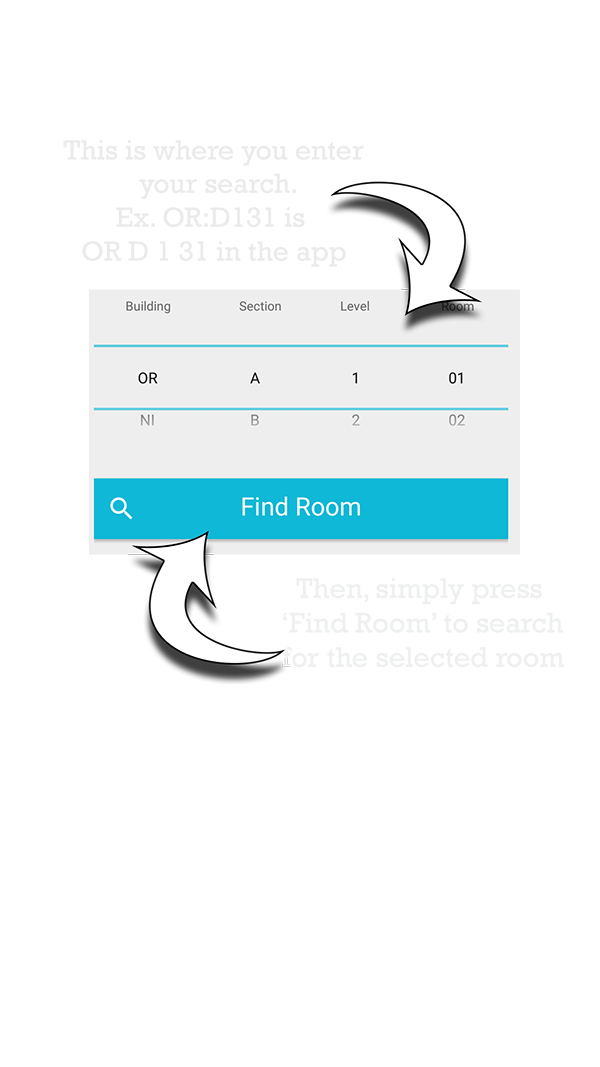 This is where you enter
your search.
Ex. OR:D131 is
OR D 1 31 in the app
Building Section Level Room
OR A 1 01
NI B 2 02
Find Room
Then, simply press
‘Find Room’ to search
for the selected room